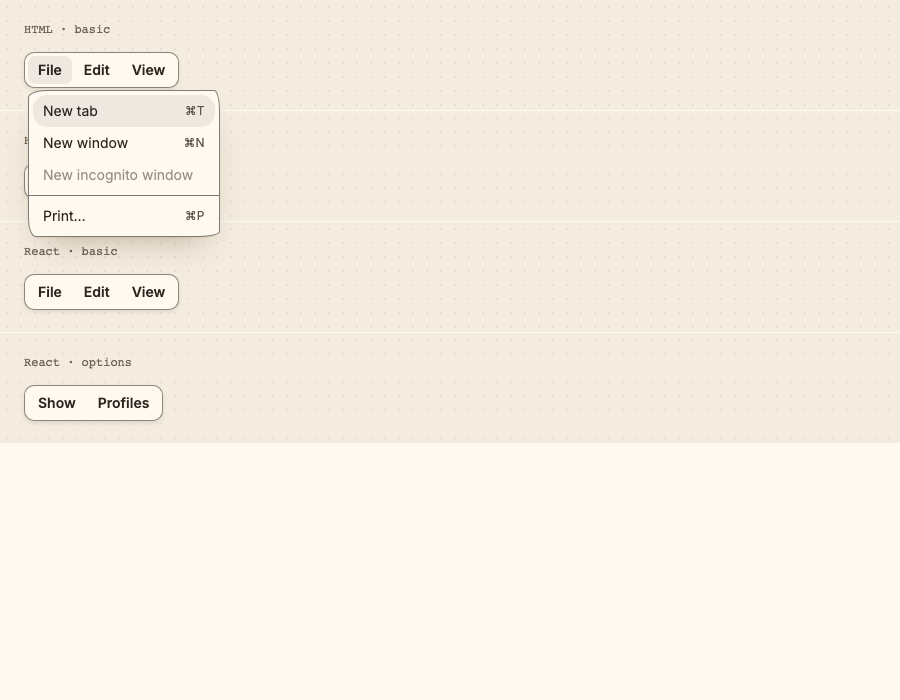 HTML · basic
File Edit View
New tab ⌘T
New window ⌘N
New incognito window
Print... ⌘P
React · basic
File Edit View
React · options
Show Profiles